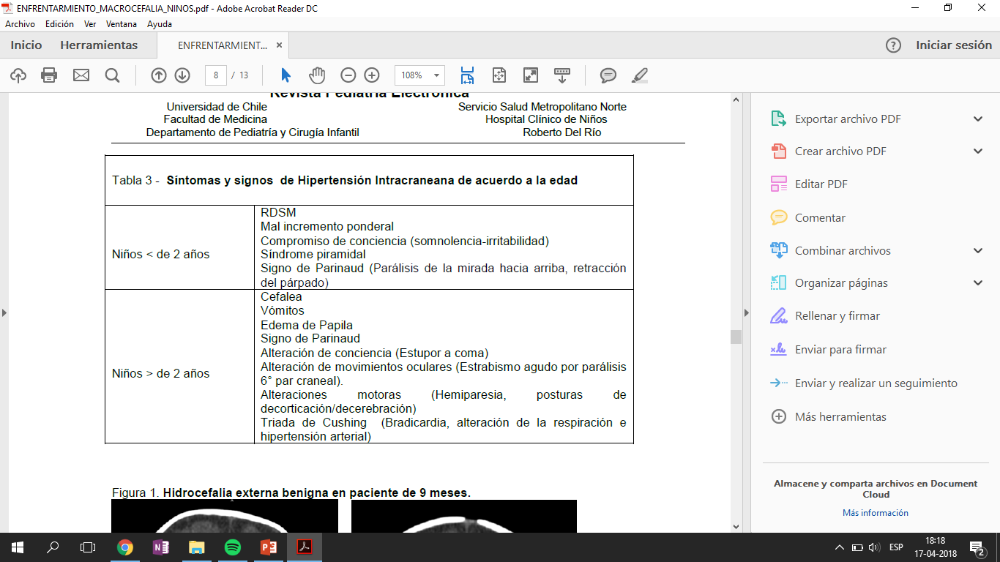 ENFRENTARMIENTO_MACROCEFALIA_NINOS.pdf - Adobe Acrobat Reader DC
Archivo Edición Ver Ventana Ayuda
Inicio Herramientas ENFRENTARMIENT... × ? Iniciar sesión
8 / 13 108%
Revista Pediatría Electrónica
Universidad de Chile Servicio Salud Metropolitano Norte
Facultad de Medicina Hospital Clínico de Niños
Departamento de Pediatría y Cirugía Infantil Roberto Del Río
Tabla 3 - Síntomas y signos de Hipertensión Intracraneana de acuerdo a la edad
Niños < de 2 años
RDSM
Mal incremento ponderal
Compromiso de conciencia (somnolencia-irritabilidad)
Síndrome piramidal
Signo de Parinaud (Parálisis de la mirada hacia arriba, retracción
del párpado)
Niños > de 2 años
Cefalea
Vómitos
Edema de Papila
Signo de Parinaud
Alteración de conciencia (Estupor a coma)
Alteración de movimientos oculares (Estrabismo agudo por parálisis
6° par craneal).
Alteraciones motoras (Hemiparesia, posturas de
decorticación/decerebración)
Triada de Cushing (Bradicardia, alteración de la respiración e
hipertensión arterial)
Figura 1. Hidrocefalia externa benigna en paciente de 9 meses.
Exportar archivo PDF
Crear archivo PDF
Editar PDF
Comentar
Combinar archivos
Organizar páginas
Rellenar y firmar
Enviar para firmar
Enviar y realizar un seguimiento
Más herramientas
Almacene y comparta archivos en Document
Cloud
Más información
ESP
18:18
17-04-2018
2